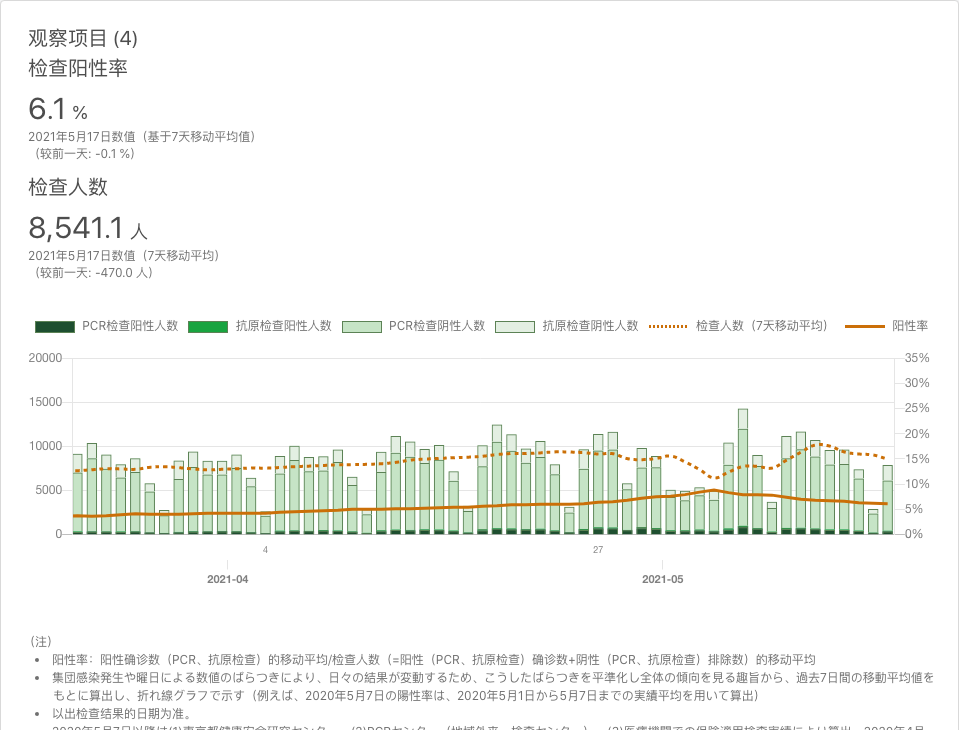 观察项目 (4)
检查阳性率
6.1 %
2021年5月17日数值（基于7天移动平均值）
（较前一天: -0.1 %）
检查人数
8,541.1 人
2021年5月17日数值（7天移动平均）
（较前一天: -470.0 人）
PCR检查阳性人数 抗原检查阳性人数 PCR检查阴性人数 抗原检查阴性人数 检查人数（7天移动平均） 阳性率
20000 35%
30%
15000 25%
10000 20%
15%
5000 10%
5%
0 0%
4 27
2021-04 2021-05
(注)
• 阳性率：阳性确诊数（PCR、抗原检查）的移动平均/检查人数（=阳性（PCR、抗原检查）确诊数+阴性（PCR、抗原检查）排除数）的移动平均
• 集団感染発生や曜日による数値のばらつきにより、日々の結果が変動するため、こうしたばらつきを平準化し全体の傾向を見る趣旨から、過去7日間の移動平均値を
もとに算出し、折れ線グラフで示す（例えば、2020年5月7日の陽性率は、2020年5月1日から5月7日までの実績平均を用いて算出）
• 以出检查结果的日期为准。